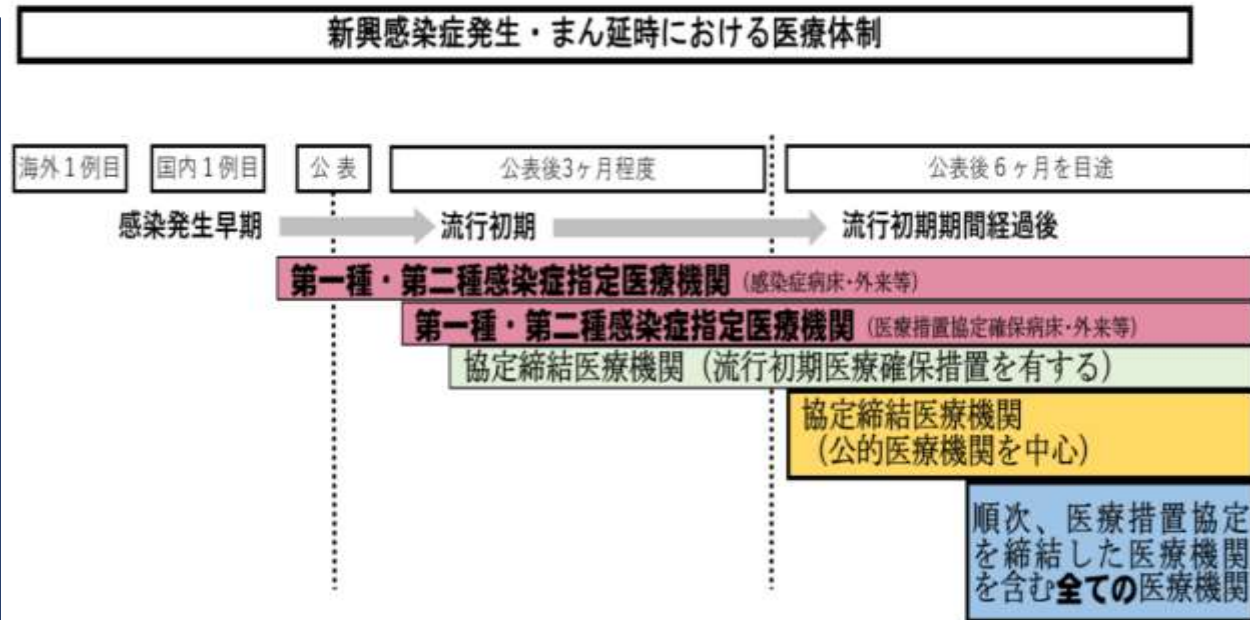 新興感染症発生・まん延時における医療体制
海外１例目
国内１例目
公 表
公表後3ヶ月程度
公表後６ヶ月を目途
感染発生早期
流行初期
流行初期期間経過後
第一種・第二種感染症指定医療機関（感染症病床・外来等）
第一種・第二種感染症指定医療機関（医療措置協定確保病床・外来等）
協定締結医療機関（流行初期医療確保措置を有する）
協定締結医療機関
（公的医療機関を中心）
順次、医療措置協定
を締結した医療機関
を含む全ての医療機関